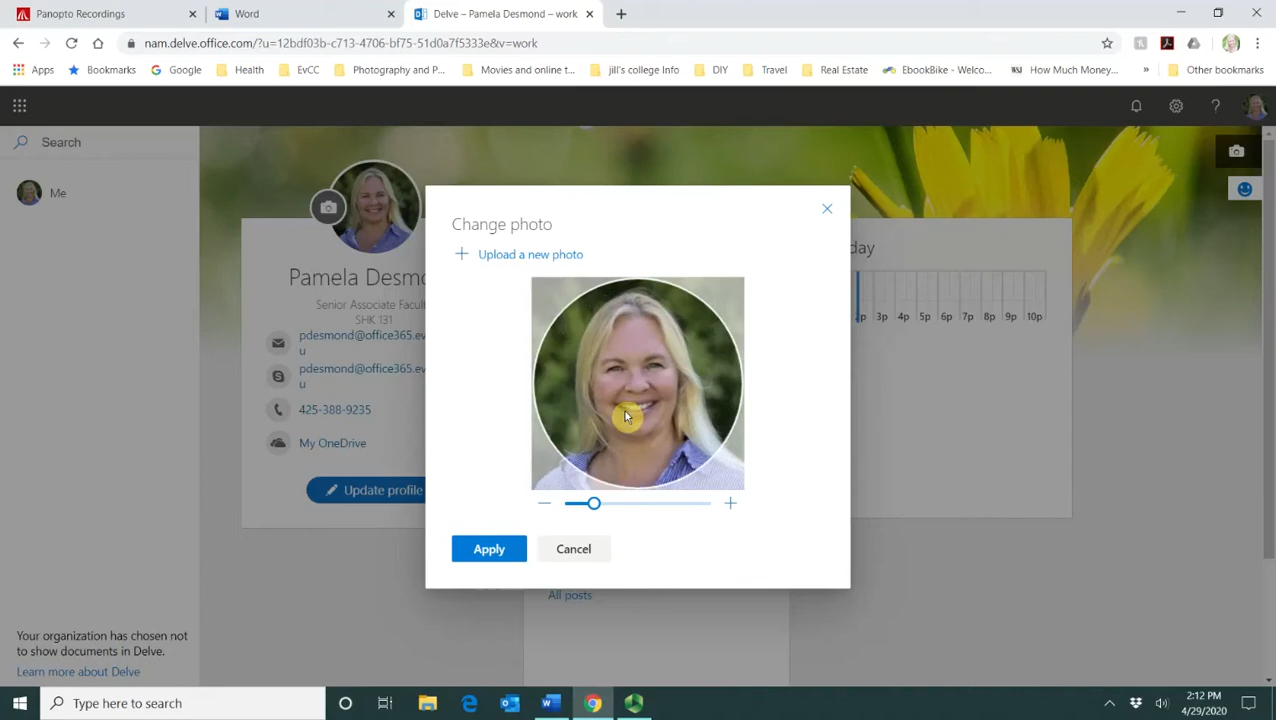 Panopto Recordings
Word
Delve – Pamela Desmond – work
nam.delve.office.com/?u=12bdf03b-c713-4706-bf75-51d0a7f5333e&v=work
Apps Bookmarks Google Health EvCC Photography and P... Movies and online t... jill's college Info DIY Travel Real Estate EbookBike - Welco... How Much Money... » Other bookmarks
Search
Me
Pamela Desmo
Senior Associate Facult
SHK 131
pdesmond@office365.ev
u
pdesmond@office365.ev
u
425-388-9235
My OneDrive
Update profile
Change photo
Upload a new photo
Apply
Cancel
day
3p 4p 5p 6p 7p 8p 9p 10p
All posts
Your organization has chosen not
to show documents in Delve.
Learn more about Delve
Type here to search
2:12 PM
4/29/2020